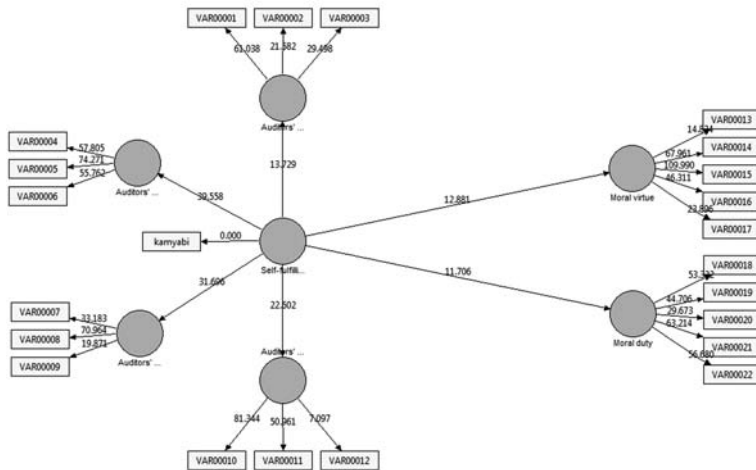 VAR00001
VAR00002
VAR00003
61.038
21.582
29.498
Auditors' ...
13.729
VAR00004
VAR00005
VAR00006
57.805
74.271
55.762
Auditors' ...
39.558
kamyabi
0.000
Self-fulfilli...
12.881
11.706
31.696
22.502
VAR00007
VAR00008
VAR00009
33.183
70.964
19.871
Auditors' ...
Auditors' ...
81.344
50.961
7.097
VAR00010
VAR00011
VAR00012
VAR00013
VAR00014
VAR00015
VAR00016
VAR00017
67.961
109.990
46.311
Moral virtue
VAR00018
VAR00019
VAR00020
VAR00021
VAR00022
44.706
29.673
63.214
56.680
Moral duty